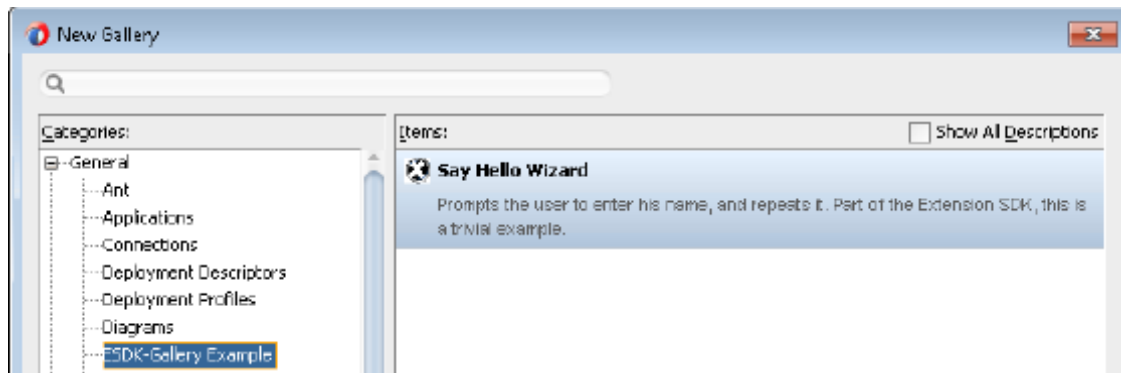 New Gallery
Categories:
General
Ant
Applications
Connections
Deployment Descriptors
Deployment Profiles
Diagrams
ESDK-Gallery Example
Items:
Show All Descriptions
Say Hello Wizard
Prompts the user to enter his name, and repeats it. Part of the Extension SDK, this is
a trivial example.